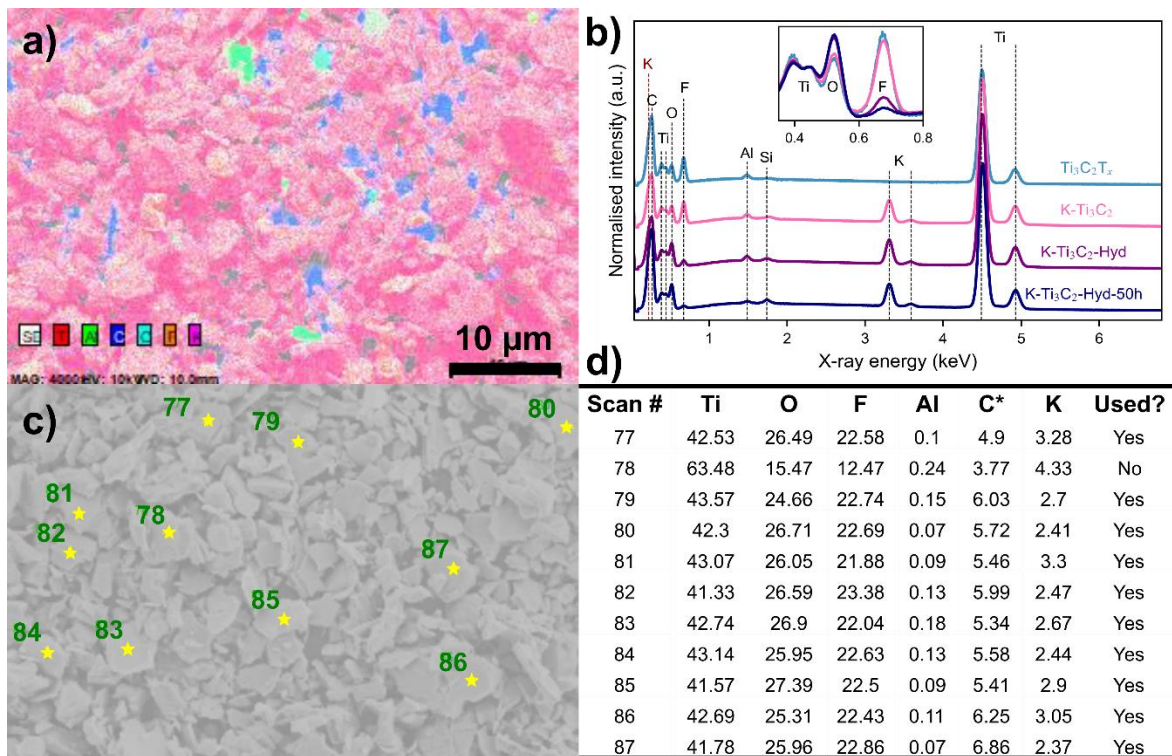 a)
10 µm
MAG: 4000x HV: 10kV WD: 10.0mm
b)
Normalised intensity (a.u.)
K C Ti O F Al Si K Ti
Ti O F
0.4 0.6 0.8
Ti₃C₂Tₓ
K-Ti₃C₂
K-Ti₃C₂-Hyd
K-Ti₃C₂-Hyd-50h
1 2 3 4 5 6
X-ray energy (keV)
c)
77
79
80
81
78
82
87
85
84
83
86
d)
Scan # Ti O F Al C* K Used?
77 42.53 26.49 22.58 0.1 4.9 3.28 Yes
78 63.48 15.47 12.47 0.24 3.77 4.33 No
79 43.57 24.66 22.74 0.15 6.03 2.7 Yes
80 42.3 26.71 22.69 0.07 5.72 2.41 Yes
81 43.07 26.05 21.88 0.09 5.46 3.3 Yes
82 41.33 26.59 23.38 0.13 5.99 2.47 Yes
83 42.74 26.9 22.04 0.18 5.34 2.67 Yes
84 43.14 25.95 22.63 0.13 5.58 2.44 Yes
85 41.57 27.39 22.5 0.09 5.41 2.9 Yes
86 42.69 25.31 22.43 0.11 6.25 3.05 Yes
87 41.78 25.96 22.86 0.07 6.86 2.37 Yes